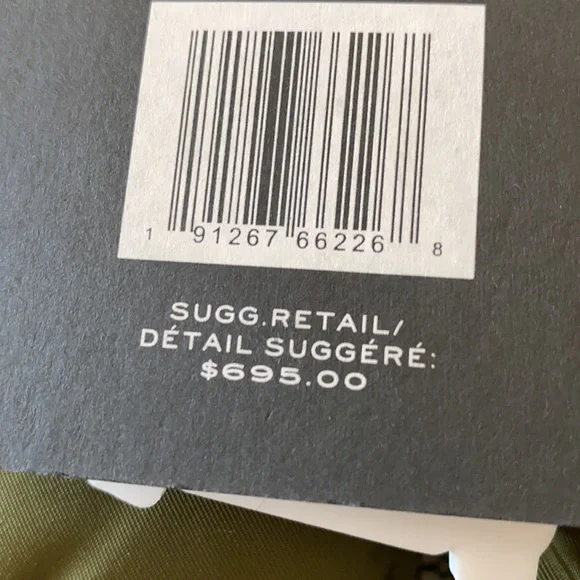 1 91267 66226 8
SUGG.RETAIL/
DÉTAIL SUGGÉRÉ:
$695.00